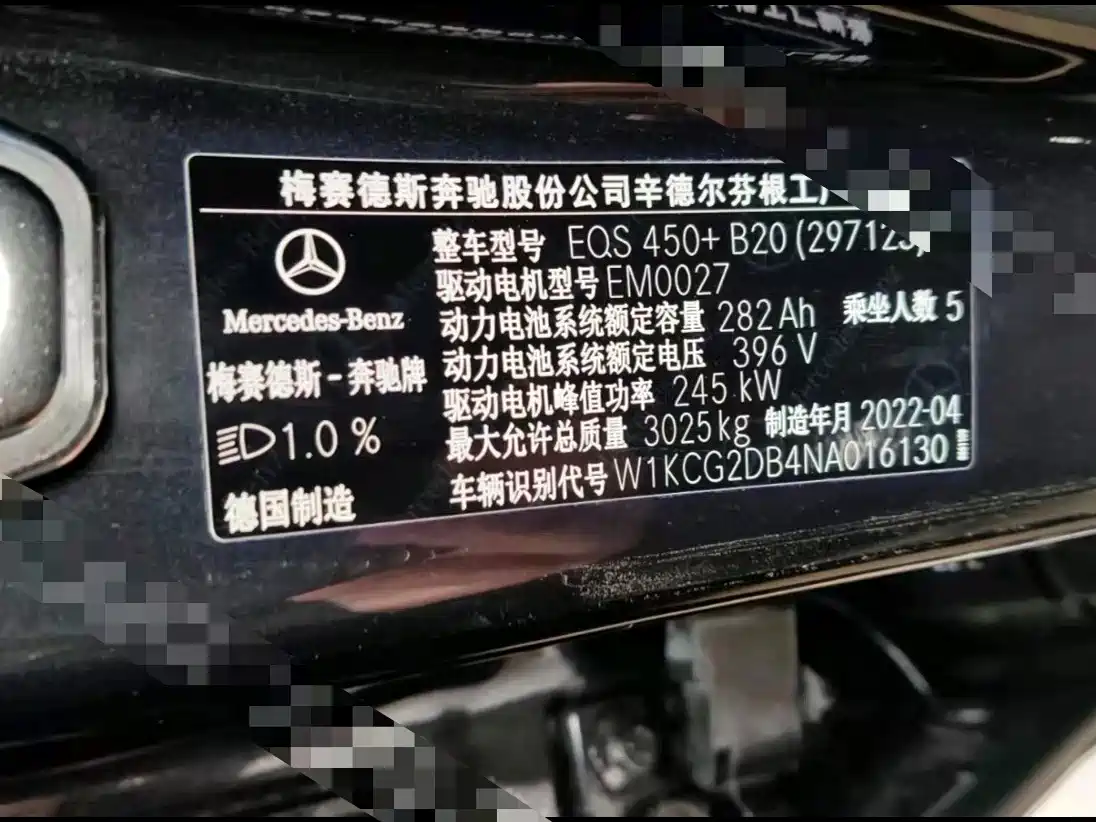 梅赛德斯奔驰股份公司辛德尔芬根工厂
整车型号 EQS 450+ B20 (297123)
驱动电机型号 EM0027
Mercedes-Benz
动力电池系统额定容量 282 Ah 乘坐人数 5
动力电池系统额定电压 396 V
梅赛德斯-奔驰牌
驱动电机峰值功率 245 kW
1.0 %
最大允许总质量 3025 kg 制造年月 2022-04
车辆识别代号 W1KCG2DB4NA016130
德国制造